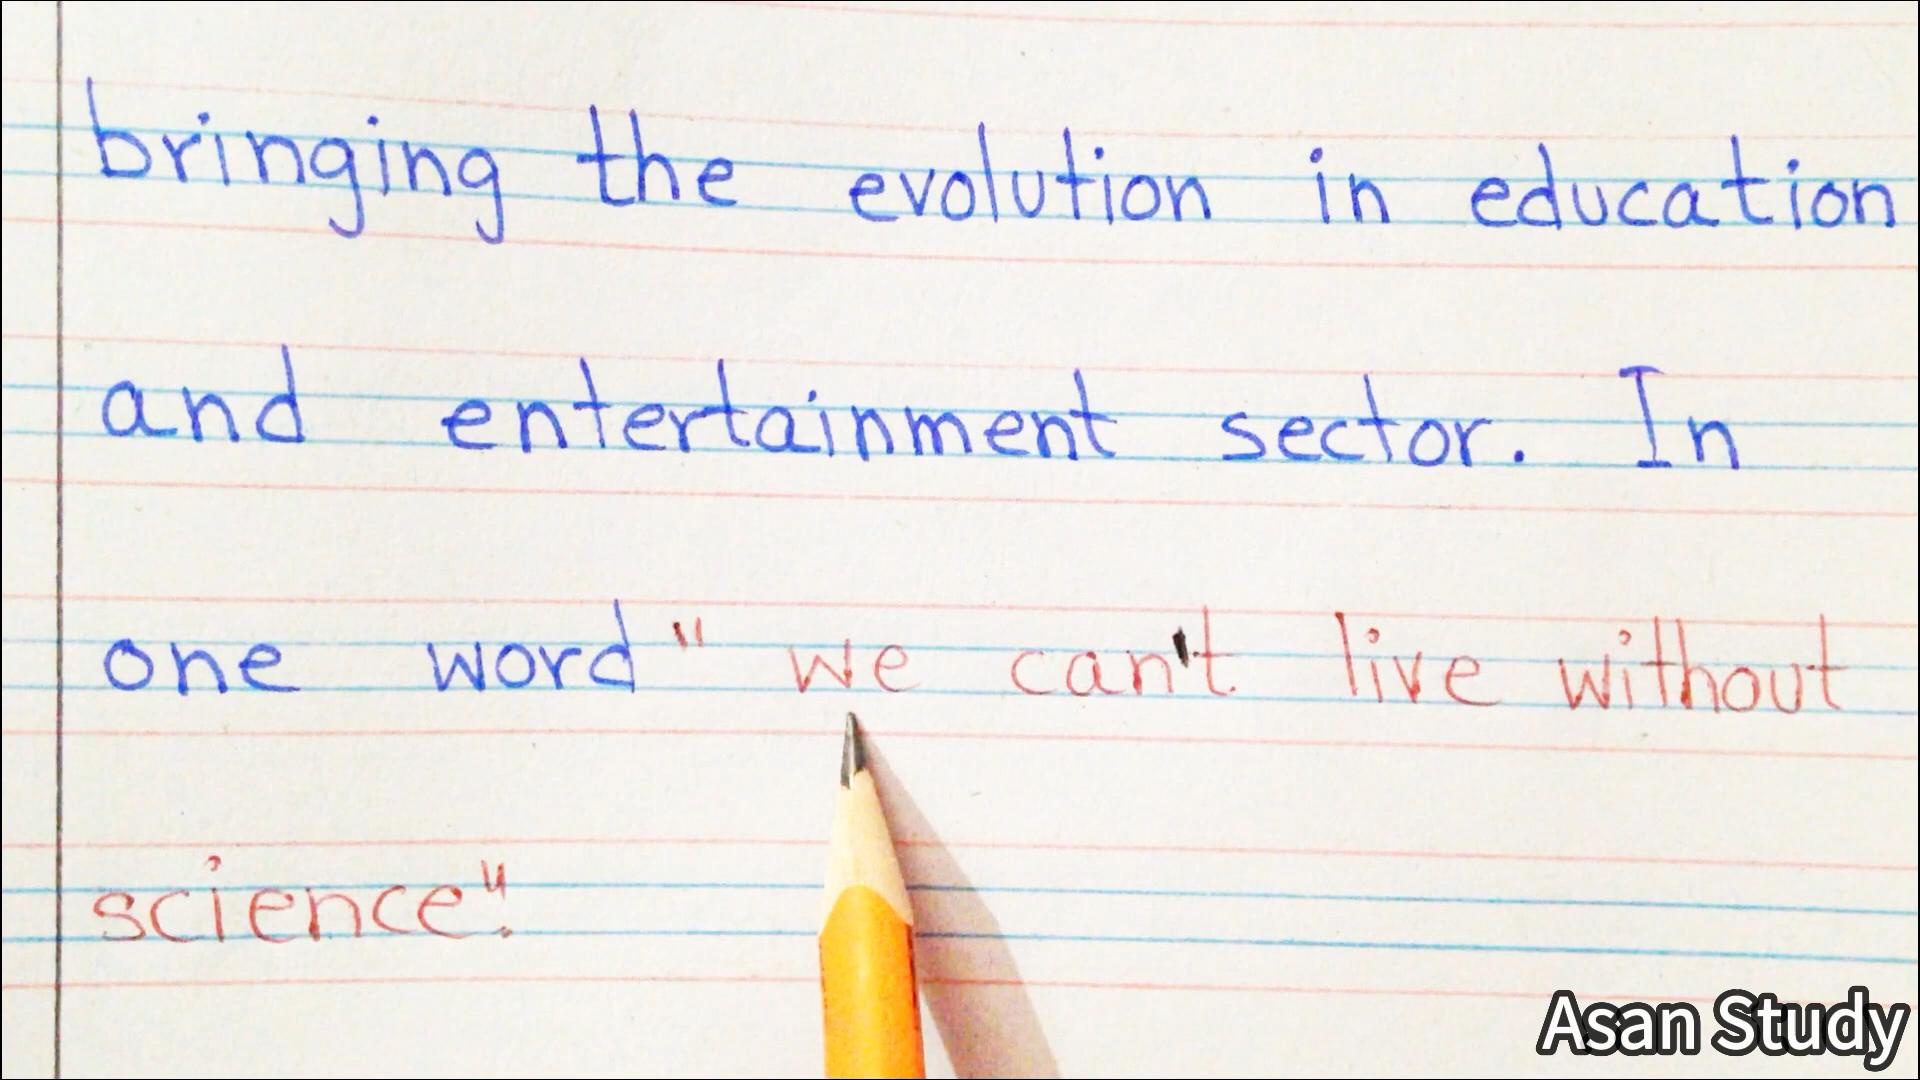 bringing the evolution in education
and entertainment sector. In
one word " we can't live without
science".
Asan Study